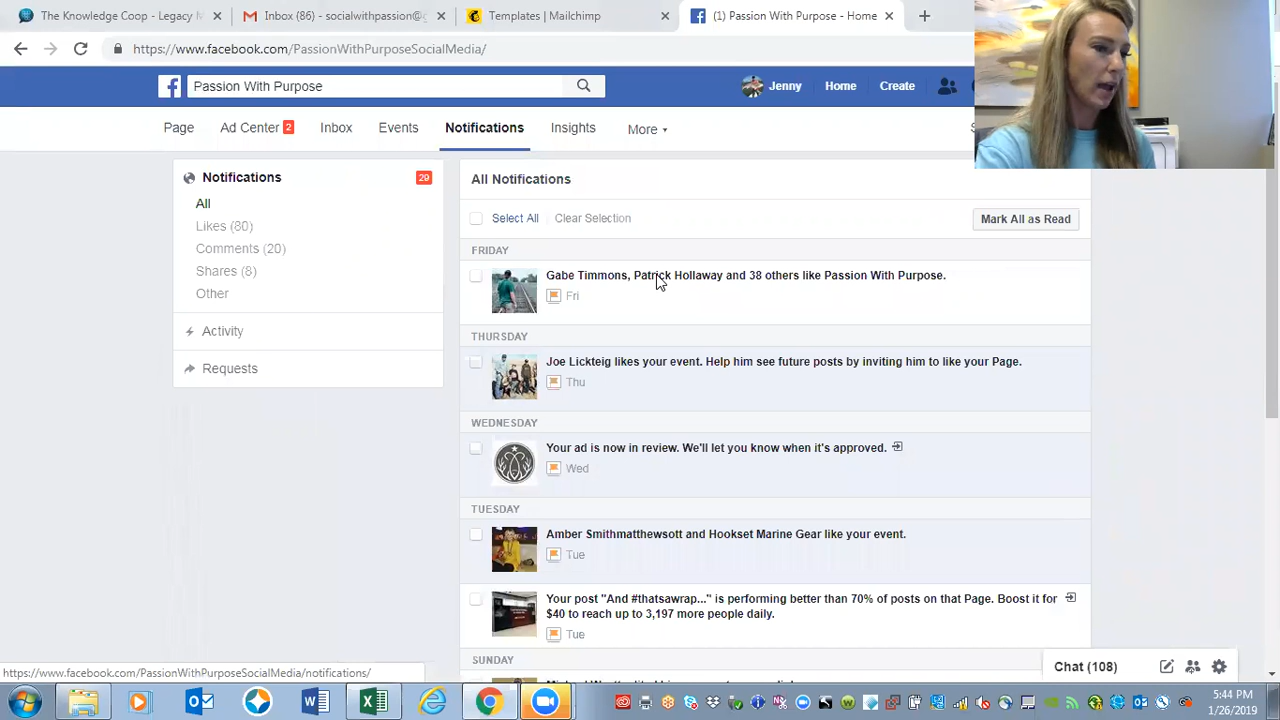 The Knowledge Coop - Legacy M
Inbox (86) - socialwithpassion@g
Templates | Mailchimp
(1) Passion With Purpose - Home
https://www.facebook.com/PassionWithPurposeSocialMedia/
Passion With Purpose
Jenny
Home
Create
Page
Ad Center 2
Inbox
Events
Notifications
Insights
More
Notifications
29
All
Likes (80)
Comments (20)
Shares (8)
Other
Activity
Requests
All Notifications
Select All
Clear Selection
Mark All as Read
FRIDAY
Gabe Timmons, Patrick Hollaway and 38 others like Passion With Purpose.
Fri
THURSDAY
Joe Lickteig likes your event. Help him see future posts by inviting him to like your Page.
Thu
WEDNESDAY
Your ad is now in review. We'll let you know when it's approved.
Wed
TUESDAY
Amber Smithmatthewsott and Hookset Marine Gear like your event.
Tue
Your post "And #thatsawrap..." is performing better than 70% of posts on that Page. Boost it for
$40 to reach up to 3,197 more people daily.
Tue
SUNDAY
Chat (108)
https://www.facebook.com/PassionWithPurposeSocialMedia/notifications/
5:44 PM
1/26/2019